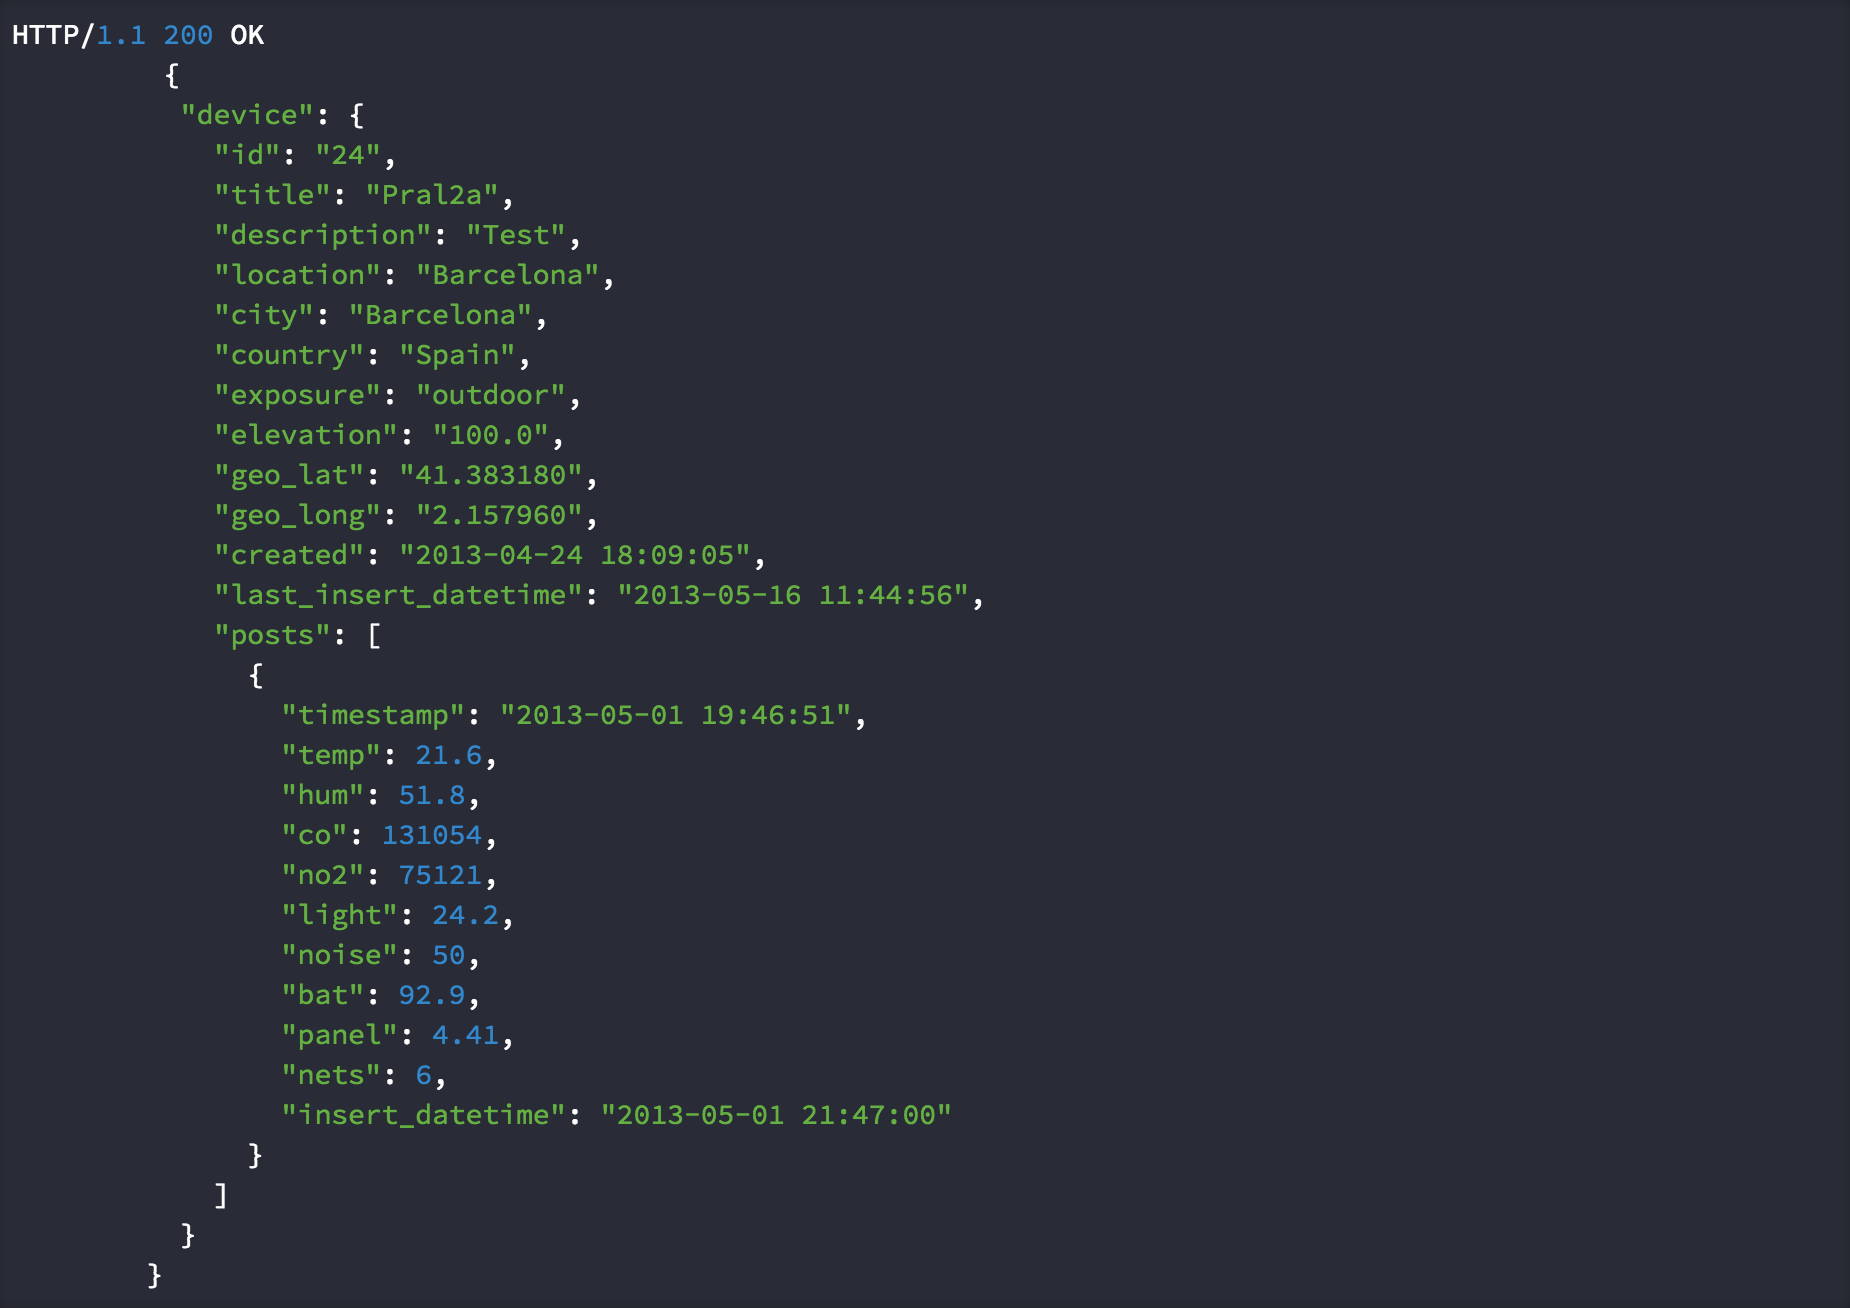 HTTP/1.1 200 OK
{
"device": {
"id": "24",
"title": "Pral2a",
"description": "Test",
"location": "Barcelona",
"city": "Barcelona",
"country": "Spain",
"exposure": "outdoor",
"elevation": "100.0",
"geo_lat": "41.383180",
"geo_long": "2.157960",
"created": "2013-04-24 18:09:05",
"last_insert_datetime": "2013-05-16 11:44:56",
"posts": [
{
"timestamp": "2013-05-01 19:46:51",
"temp": 21.6,
"hum": 51.8,
"co": 131054,
"no2": 75121,
"light": 24.2,
"noise": 50,
"bat": 92.9,
"panel": 4.41,
"nets": 6,
"insert_datetime": "2013-05-01 21:47:00"
}
]
}
}